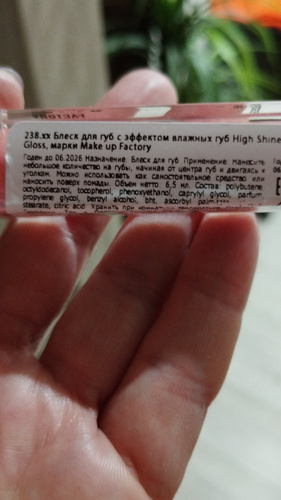 238.xx Блеск для губ с эффектом влажных губ High Shine
Gloss, марки Make up Factory
Годен до 06.2026 Назначение: Блеск для губ Применение: Наносить
небольшое количество на губы, начиная от центра губ и двигаясь к
уголкам. Можно использовать как самостоятельное средство или
наносить поверх помады. Объем нетто 6,5 мл. Состав: polybutene
octyldodecanol, tocopherol, phenoxyethanol, caprylyl glycol, parfum
propylene glycol, benzyl alcohol, bht, ascorbyl
stearate, citric acid Хранить при